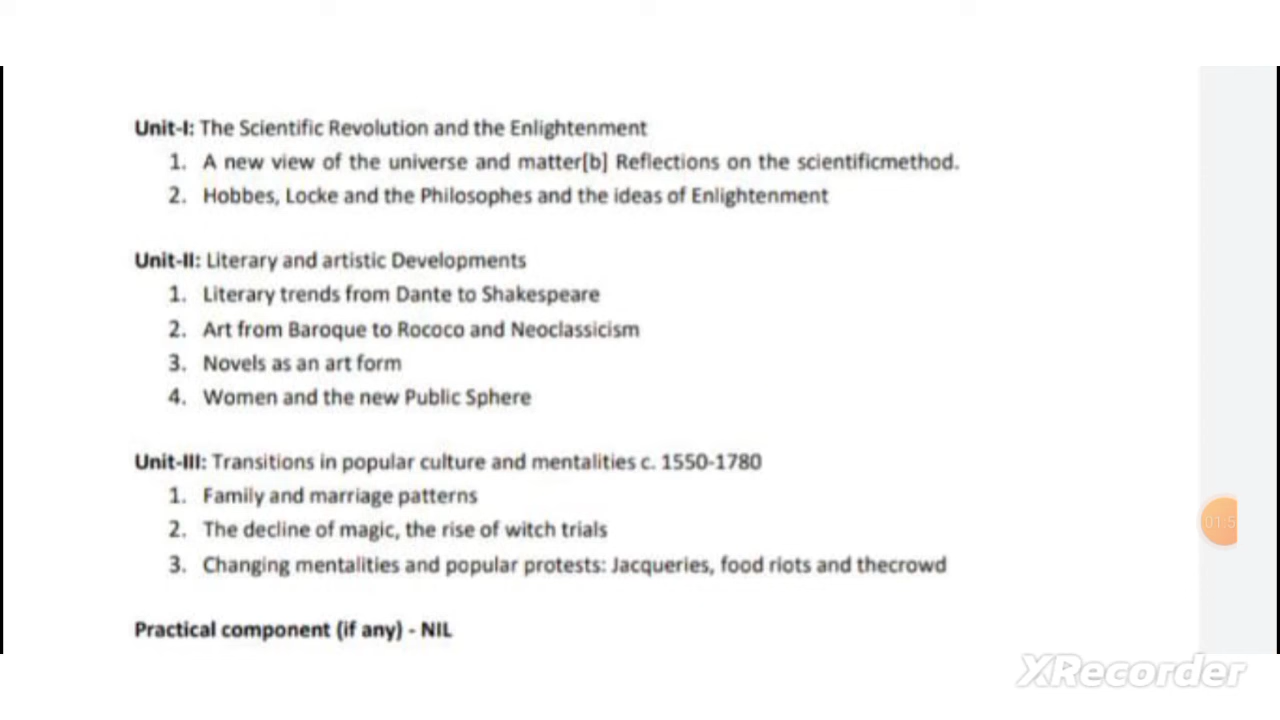 Unit-I: The Scientific Revolution and the Enlightenment
1. A new view of the universe and matter[b] Reflections on the scientificmethod.
2. Hobbes, Locke and the Philosophes and the ideas of Enlightenment
Unit-II: Literary and artistic Developments
1. Literary trends from Dante to Shakespeare
2. Art from Baroque to Rococo and Neoclassicism
3. Novels as an art form
4. Women and the new Public Sphere
Unit-III: Transitions in popular culture and mentalities c. 1550-1780
1. Family and marriage patterns
01:5
2. The decline of magic, the rise of witch trials
3. Changing mentalities and popular protests: Jacqueries, food riots and thecrowd
Practical component (if any) - NIL
XRecorder